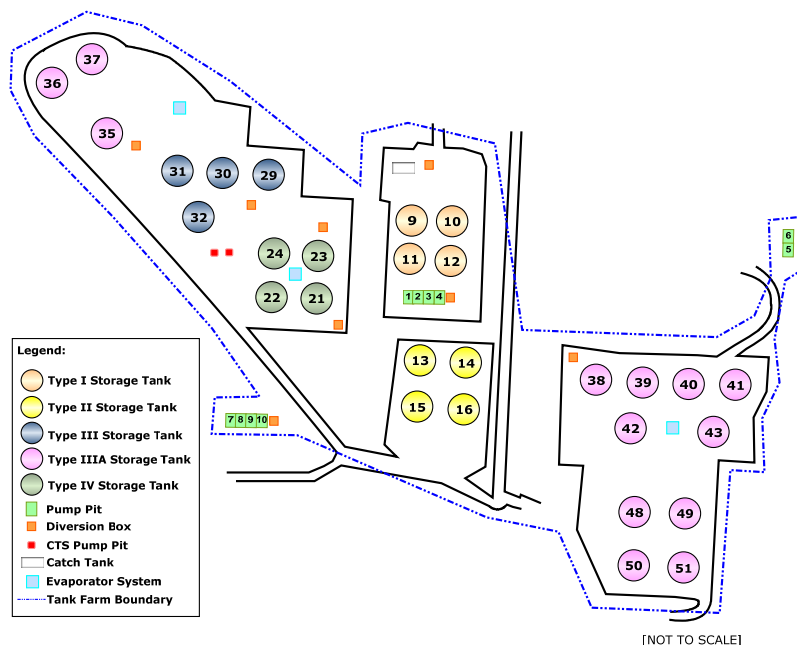 37
36
35
31 30 29
32
24 23
22 21
9 10
11 12
1 2 3 4
6
5
13 14
15 16
7 8 9 10
38 39 40 41
42 43
48 49
50 51
Legend:
Type I Storage Tank
Type II Storage Tank
Type III Storage Tank
Type IIIA Storage Tank
Type IV Storage Tank
Pump Pit
Diversion Box
CTS Pump Pit
Catch Tank
Evaporator System
Tank Farm Boundary
[NOT TO SCALE]